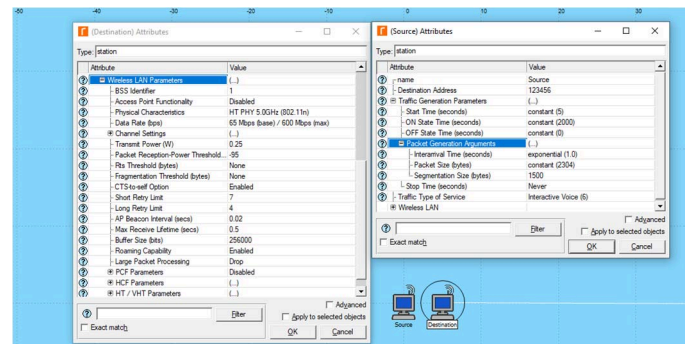 -50 -40 -30 -20 -10 0 10 20 30
(Destination) Attributes
Type: station
Attribute Value
Wireless LAN Parameters (...)
BSS Identifier 1
Access Point Functionality Disabled
Physical Characteristics HT PHY 5.0GHz (802.11n)
Data Rate (bps) 65 Mbps (base) / 600 Mbps (max)
Channel Settings (...)
Transmit Power (W) 0.25
Packet Reception-Power Threshold... -95
Rts Threshold (bytes) None
Fragmentation Threshold (bytes) None
CTS-to-self Option Enabled
Short Retry Limit 7
Long Retry Limit 4
AP Beacon Interval (secs) 0.02
Max Receive Lifetime (secs) 0.5
Buffer Size (bits) 256000
Roaming Capability Enabled
Large Packet Processing Drop
PCF Parameters Disabled
HCF Parameters (...)
HT / VHT Parameters (...)
Advanced
Filter
Apply to selected objects
Exact match
OK Cancel
(Source) Attributes
Type: station
Attribute Value
name Source
Destination Address 123456
Traffic Generation Parameters (...)
Start Time (seconds) constant (5)
ON State Time (seconds) constant (2000)
OFF State Time (seconds) constant (0)
Packet Generation Arguments (...)
Interarrival Time (seconds) exponential (1.0)
Packet Size (bytes) constant (2304)
Segmentation Size (bytes) 1500
Stop Time (seconds) Never
Traffic Type of Service Interactive Voice (6)
Wireless LAN
Advanced
Filter
Apply to selected objects
Exact match
OK Cancel
Source Destination